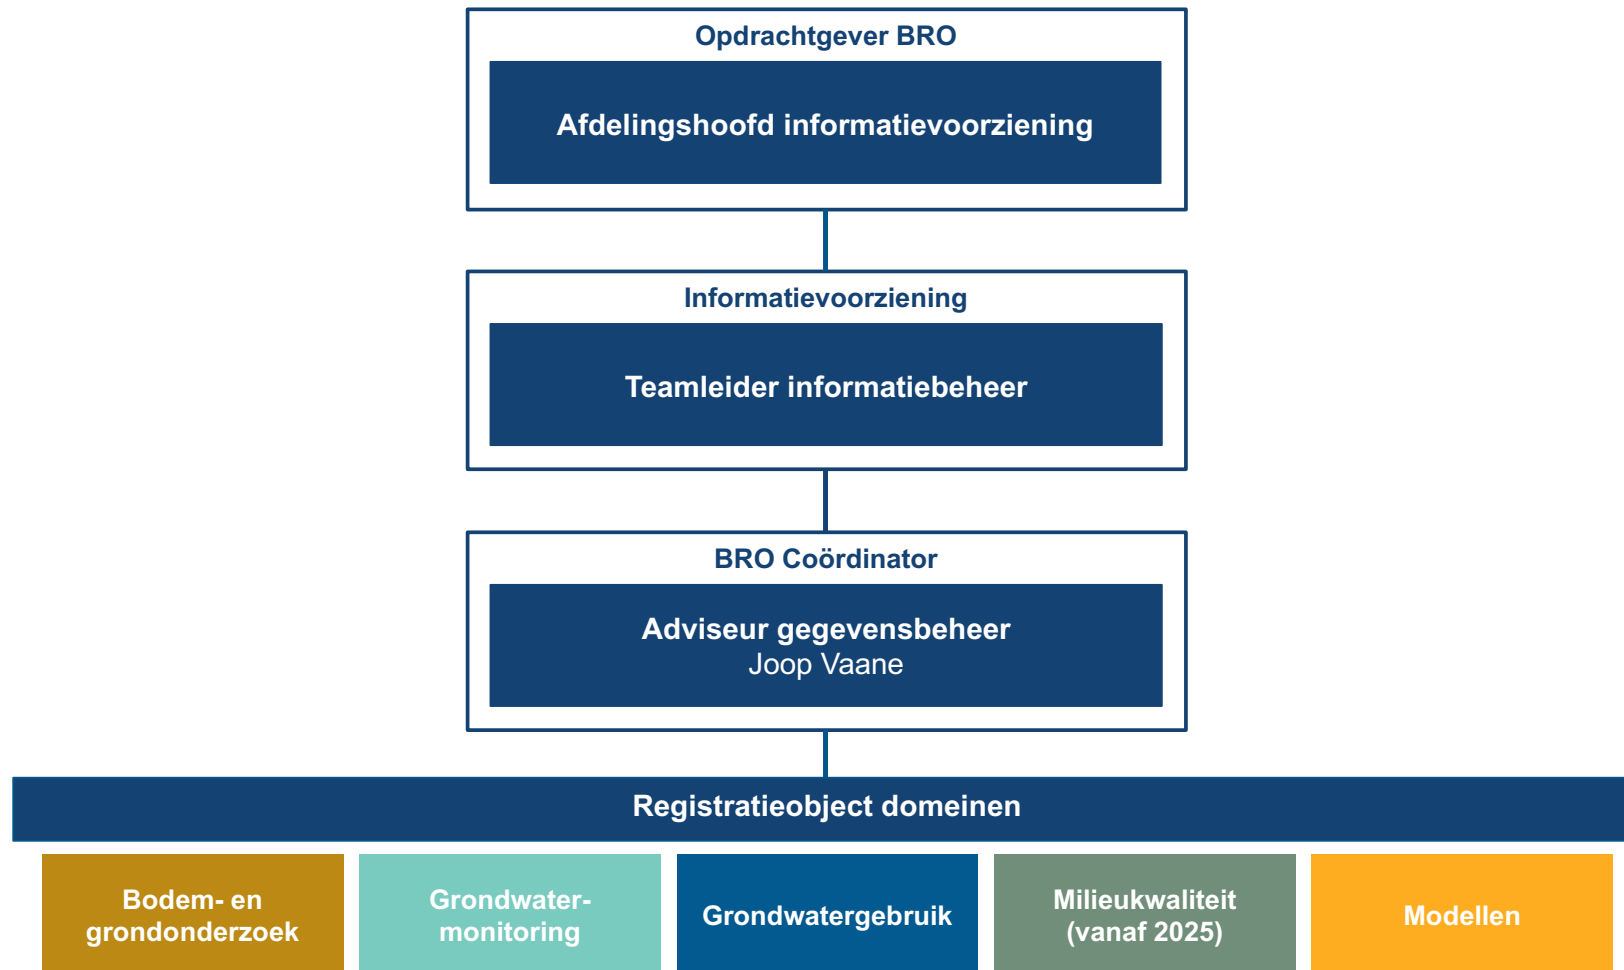 Opdrachtgever BRO
Afdelingshoofd informatievoorziening
Informatievoorziening
Teamleider informatiebeheer
BRO Coördinator
Adviseur gegevensbeheer
Joop Vaane
Registratieobject domeinen
Bodem- en
grondonderzoek
Grondwater-
monitoring
Grondwatergebruik
Milieukwaliteit
(vanaf 2025)
Modellen